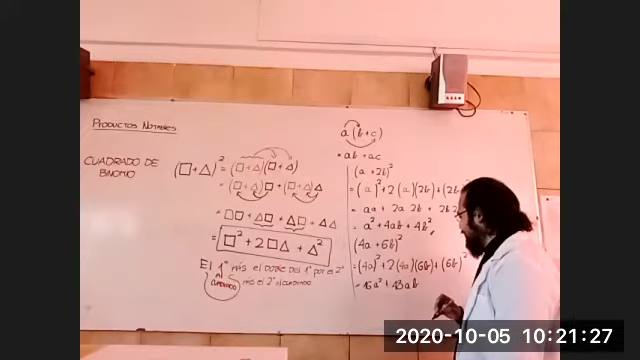 PRODUCTOS NOTABLES
CUADRADO DE BINOMIO
(□+△)² = (□+△)(□+△)
= (□+△)□ + (□+△)△
= □□ + △□ + △□ + △△
= □² + 2□△ + △²
El 1° más el DOBLE DEL 1° por el 2°
al CUADRADO más el 2° al CUADRADO
a(b+c)
= ab + ac
(a + 2b)²
= (a)² + 2(a)(2b) + (2b
= aa + 2a 2b + 2b 2
= a² + 4ab + 4b²
(4a + 6b)²
= (4a)² + 2(4a)(6b) + (6b)²
= 16a² + 48ab
2020-10-05 10:21:27